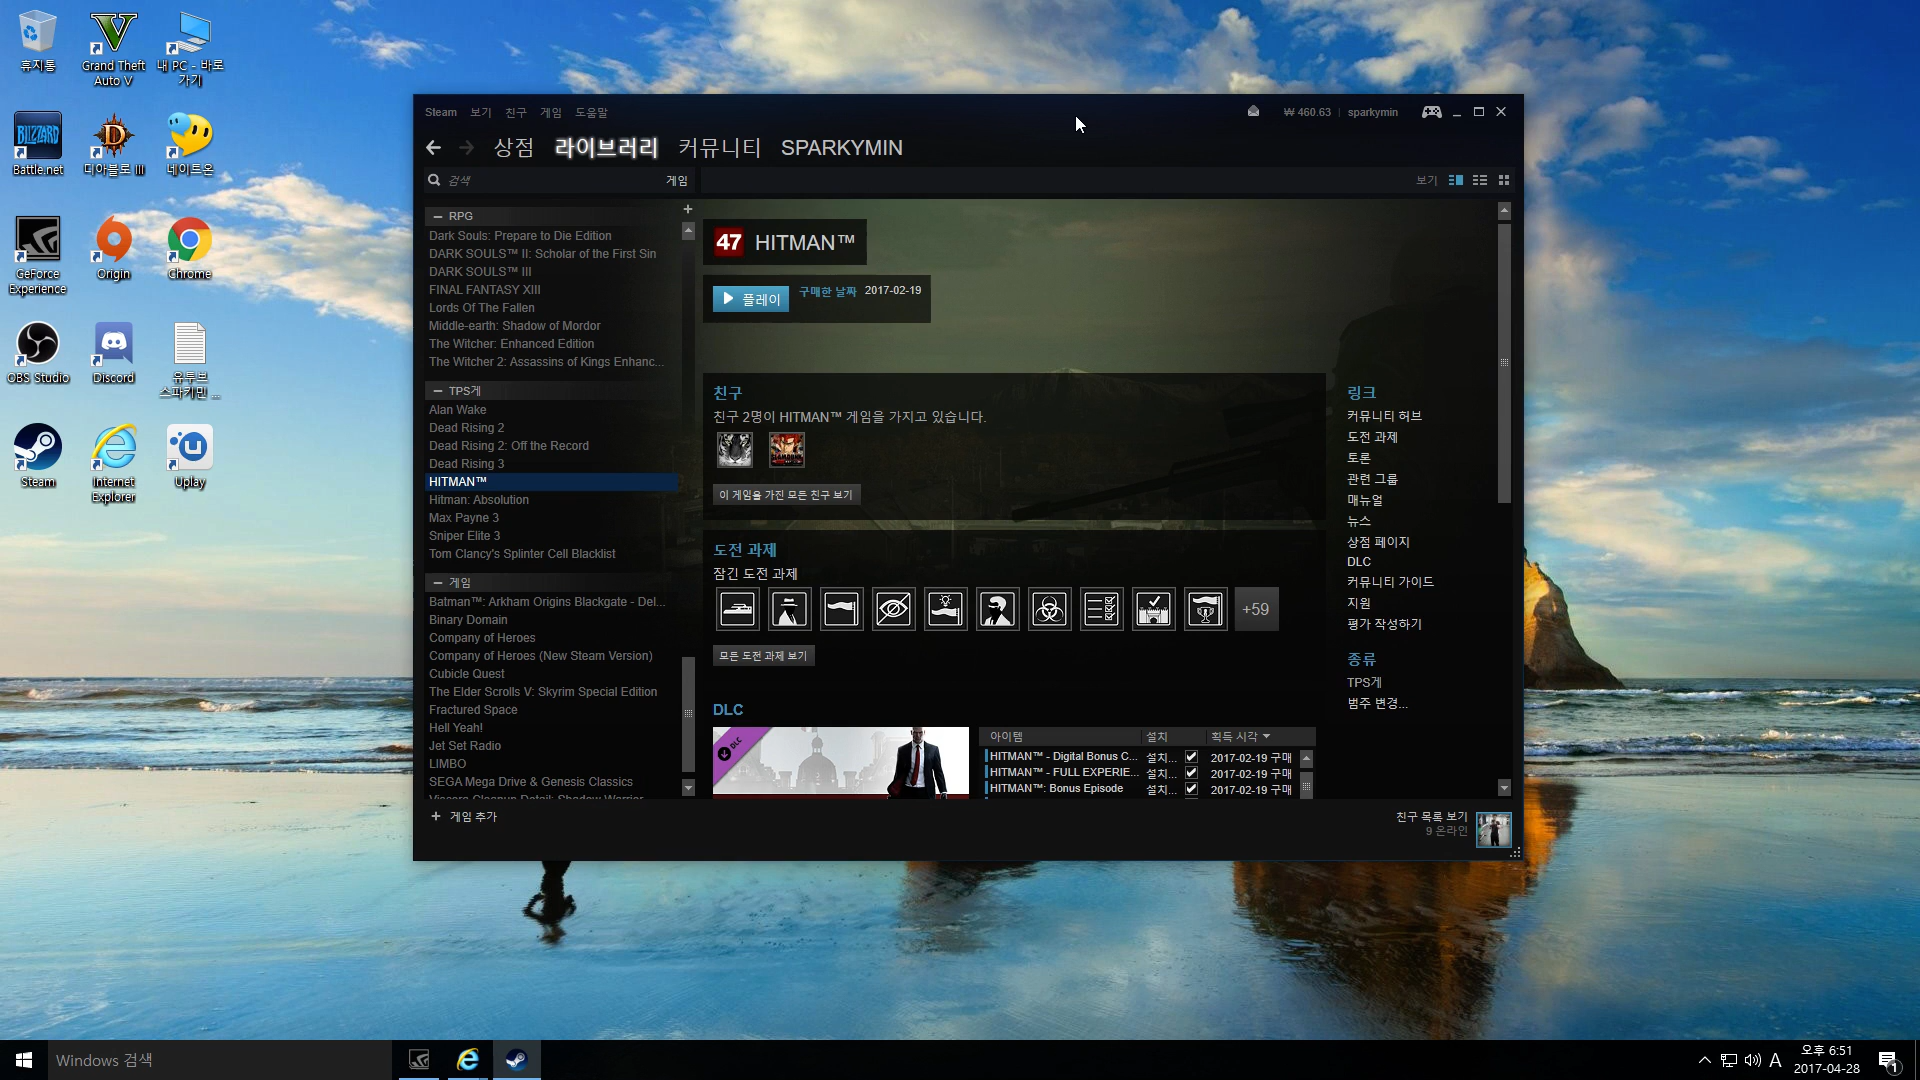 휴지통
Grand Theft Auto V
내 PC - 바로 가기
BLIZZARD
Battle.net
디아블로 III
네이트온
GeForce Experience
Origin
Chrome
OBS Studio
Discord
유투브 스파키민 ...
Steam
Internet Explorer
Uplay
Steam 보기 친구 게임 도움말
₩ 460.63 | sparkymin
상점 라이브러리 커뮤니티 SPARKYMIN
검색 게임
보기
RPG
Dark Souls: Prepare to Die Edition
DARK SOULS™ II: Scholar of the First Sin
DARK SOULS™ III
FINAL FANTASY XIII
Lords Of The Fallen
Middle-earth: Shadow of Mordor
The Witcher: Enhanced Edition
The Witcher 2: Assassins of Kings Enhanc...
TPS게
Alan Wake
Dead Rising 2
Dead Rising 2: Off the Record
Dead Rising 3
HITMAN™
Hitman: Absolution
Max Payne 3
Sniper Elite 3
Tom Clancy's Splinter Cell Blacklist
게임
Batman™: Arkham Origins Blackgate - Del...
Binary Domain
Company of Heroes
Company of Heroes (New Steam Version)
Cubicle Quest
The Elder Scrolls V: Skyrim Special Edition
Fractured Space
Hell Yeah!
Jet Set Radio
LIMBO
SEGA Mega Drive & Genesis Classics
Viscera Cleanup Detail: Shadow Warrior
+ 게임 추가
47 HITMAN™
플레이 구매한 날짜 2017-02-19
친구
친구 2명이 HITMAN™ 게임을 가지고 있습니다.
이 게임을 가진 모든 친구 보기
도전 과제
잠긴 도전 과제
+59
모든 도전 과제 보기
DLC
DLC
아이템 설치 획득 시각
HITMAN™ - Digital Bonus C... 설치... 2017-02-19 구매
HITMAN™ - FULL EXPERIE... 설치... 2017-02-19 구매
HITMAN™: Bonus Episode 설치... 2017-02-19 구매
링크
커뮤니티 허브
도전 과제
토론
관련 그룹
매뉴얼
뉴스
상점 페이지
DLC
커뮤니티 가이드
지원
평가 작성하기
종류
TPS게
범주 변경...
친구 목록 보기
9 온라인
Windows 검색
A
오후 6:51
2017-04-28
1